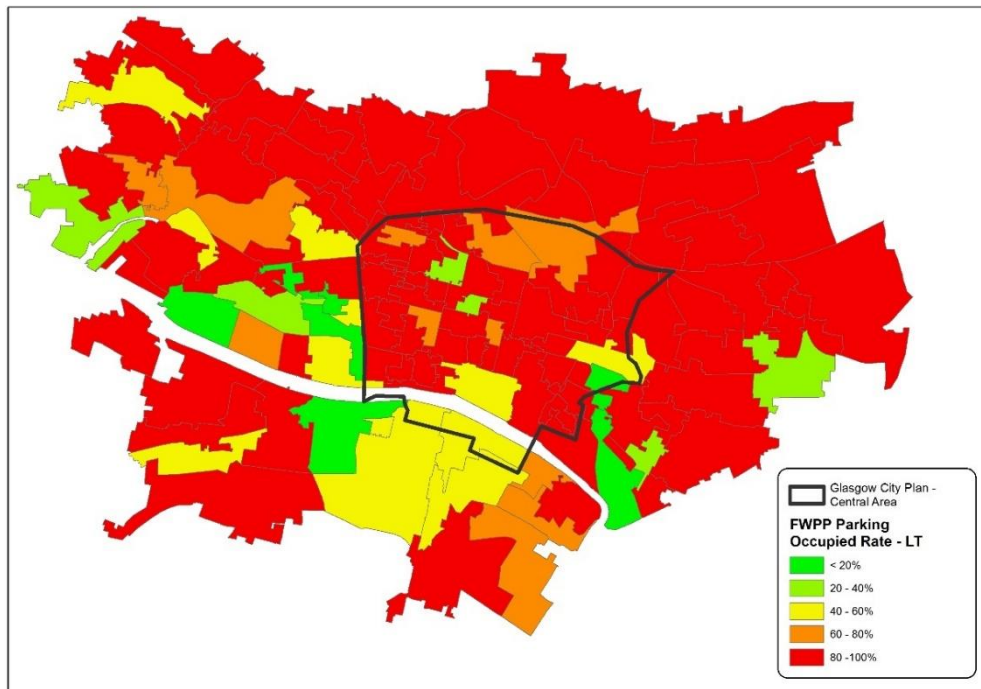 Glasgow City Plan -
Central Area
FWPP Parking
Occupied Rate - LT
< 20%
20 - 40%
40 - 60%
60 - 80%
80 -100%